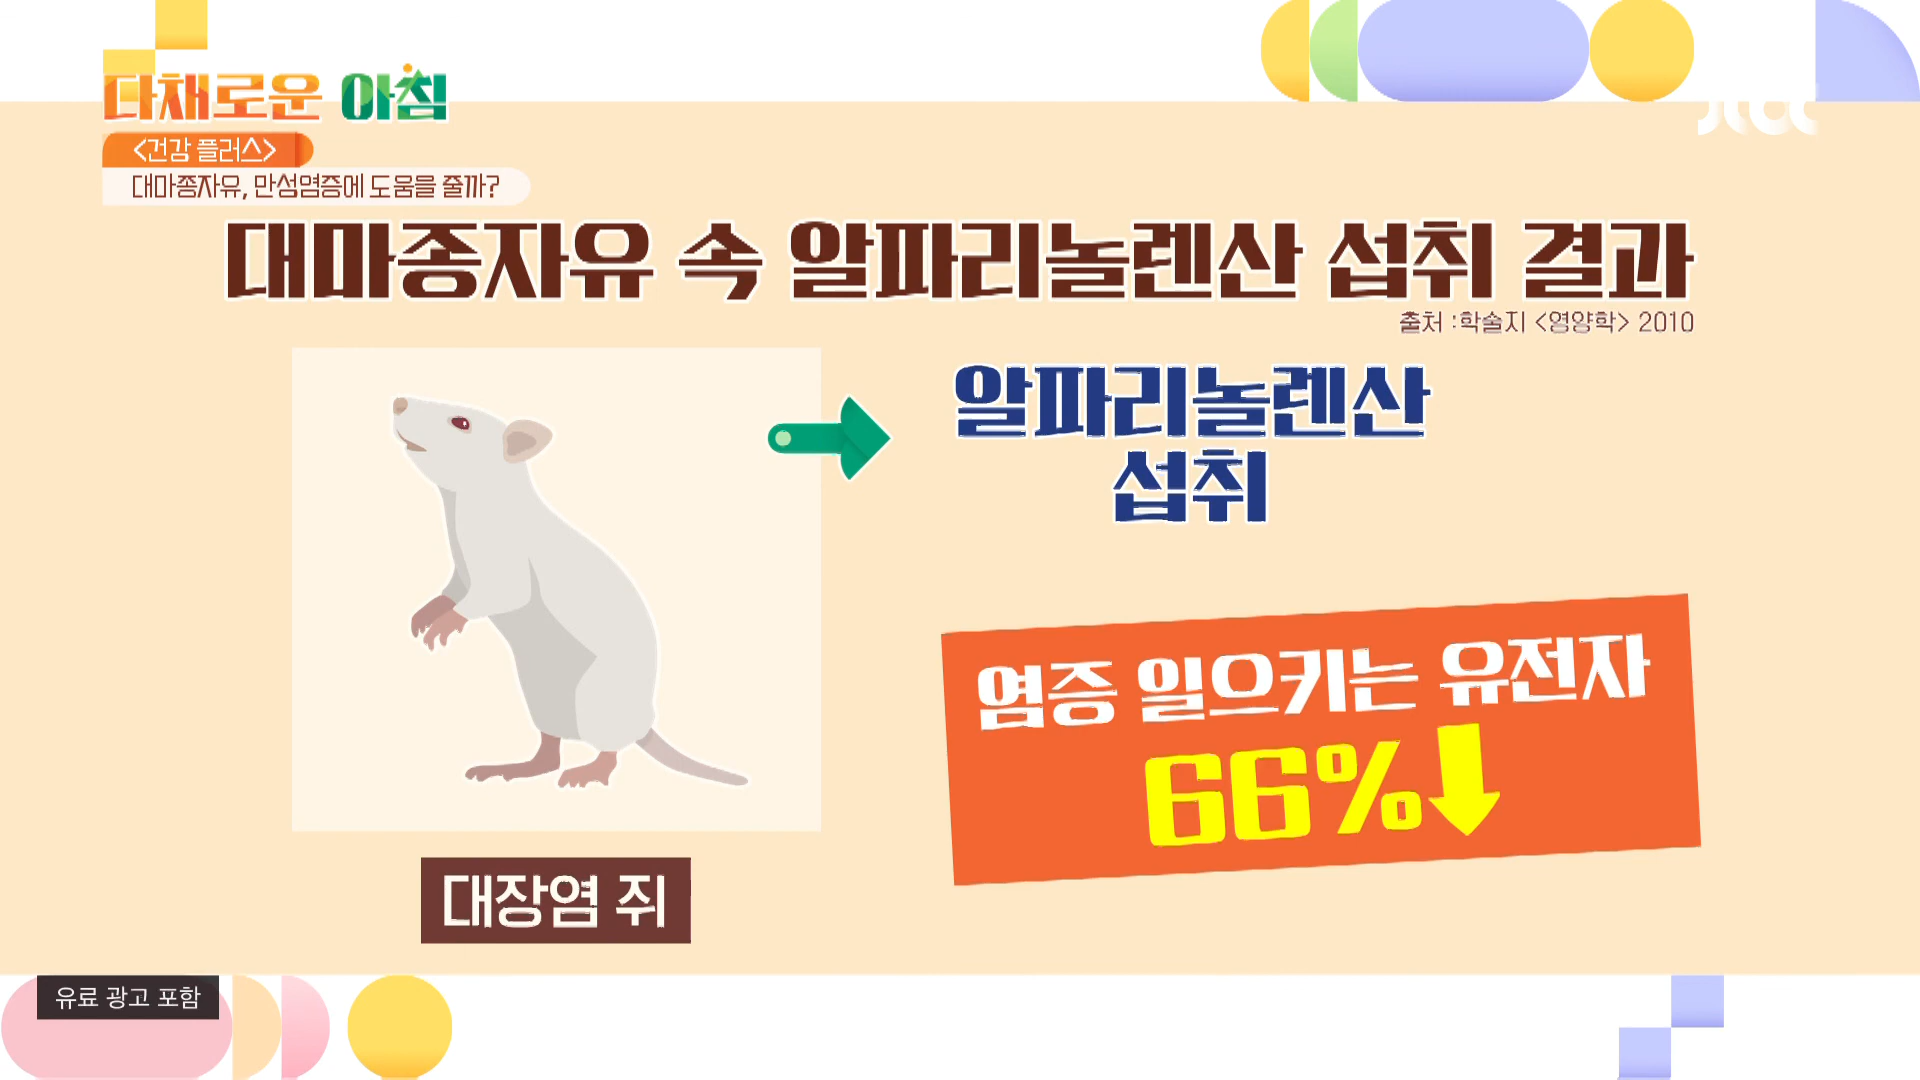 다채로운 아침
jtbc
<건강 플러스>
대마종자유, 만성염증에 도움을 줄까?
대마종자유 속 알파리놀렌산 섭취 결과
출처 :학술지 <영양학> 2010
알파리놀렌산
섭취
염증 일으키는 유전자
66%
대장염 쥐
유료 광고 포함